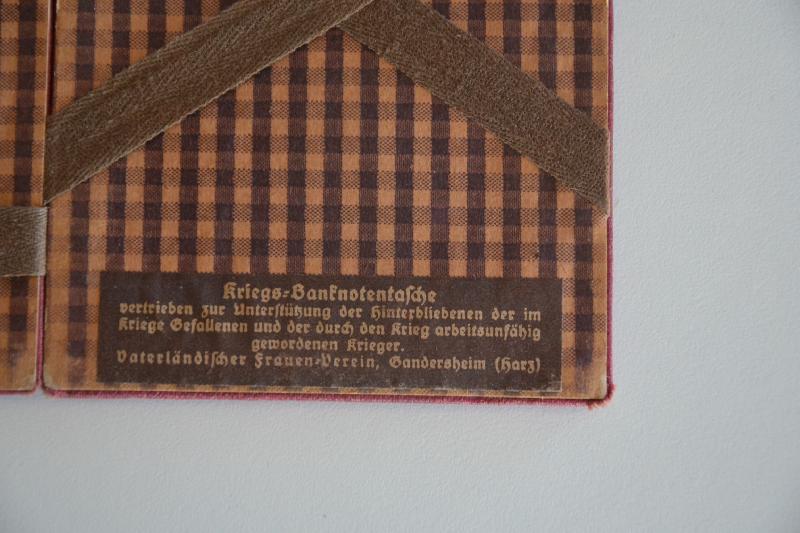 Kriegs-Banknotentasche
vertrieben zur Unterstützung der Hinterbliebenen der im
Kriege Gefallenen und der durch den Krieg arbeitsunfähig
gewordenen Krieger.
Vaterländischer Frauen-Verein, Gandersheim (Harz)